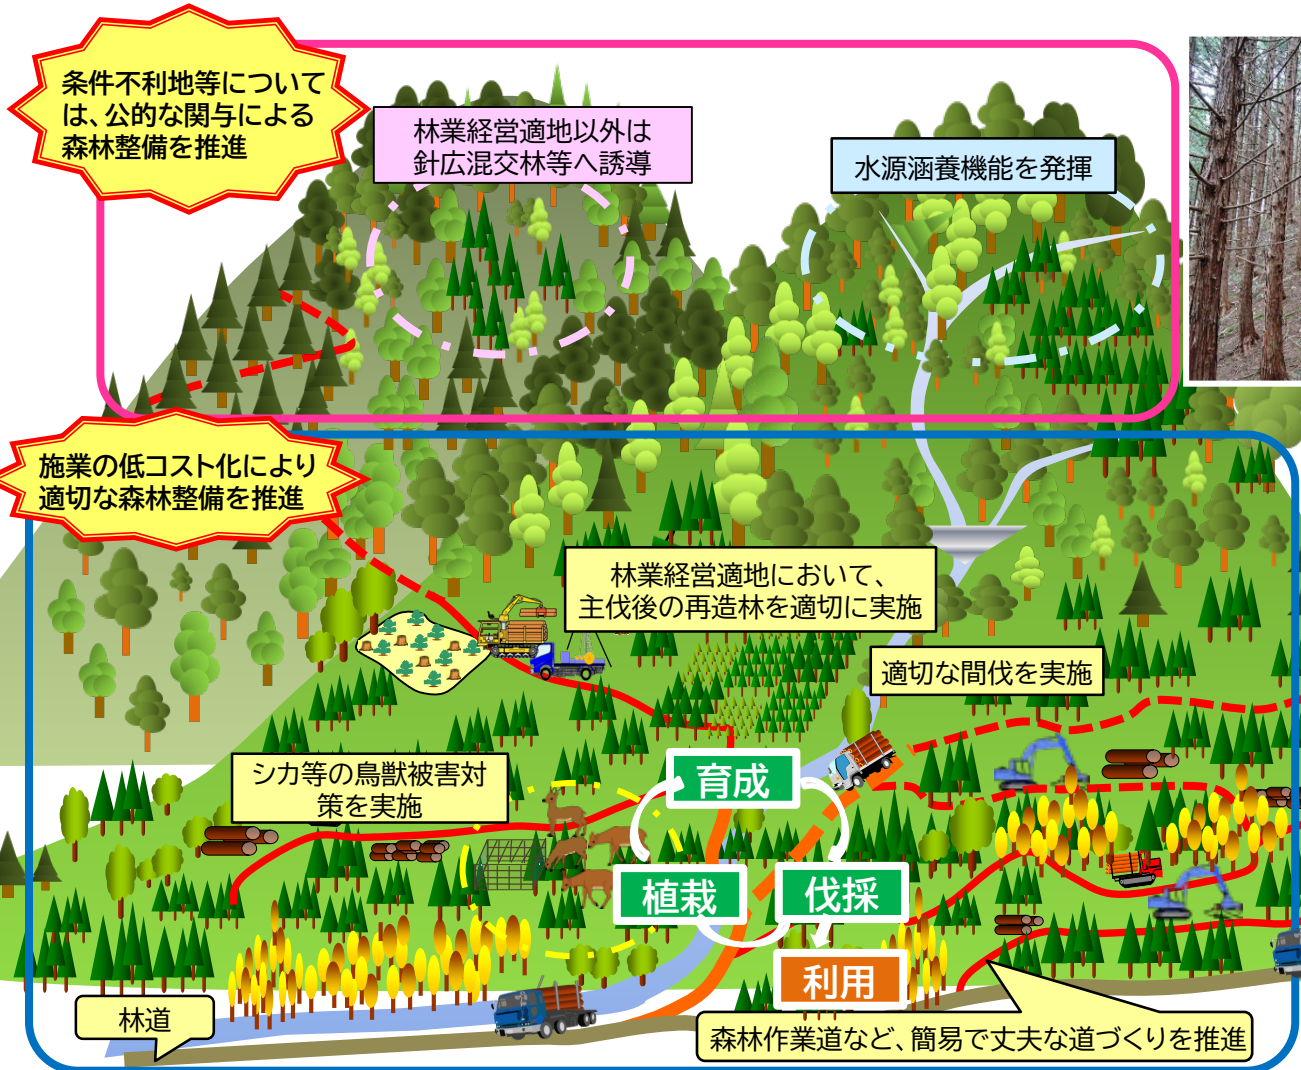 条件不利地等について
は、公的な関与による
森林整備を推進
林業経営適地以外は
針広混交林等へ誘導
水源涵養機能を発揮
施業の低コスト化により
適切な森林整備を推進
林業経営適地において、
主伐後の再造林を適切に実施
適切な間伐を実施
シカ等の鳥獣被害対
策を実施
育成
植栽
伐採
利用
林道
森林作業道など、簡易で丈夫な道づくりを推進